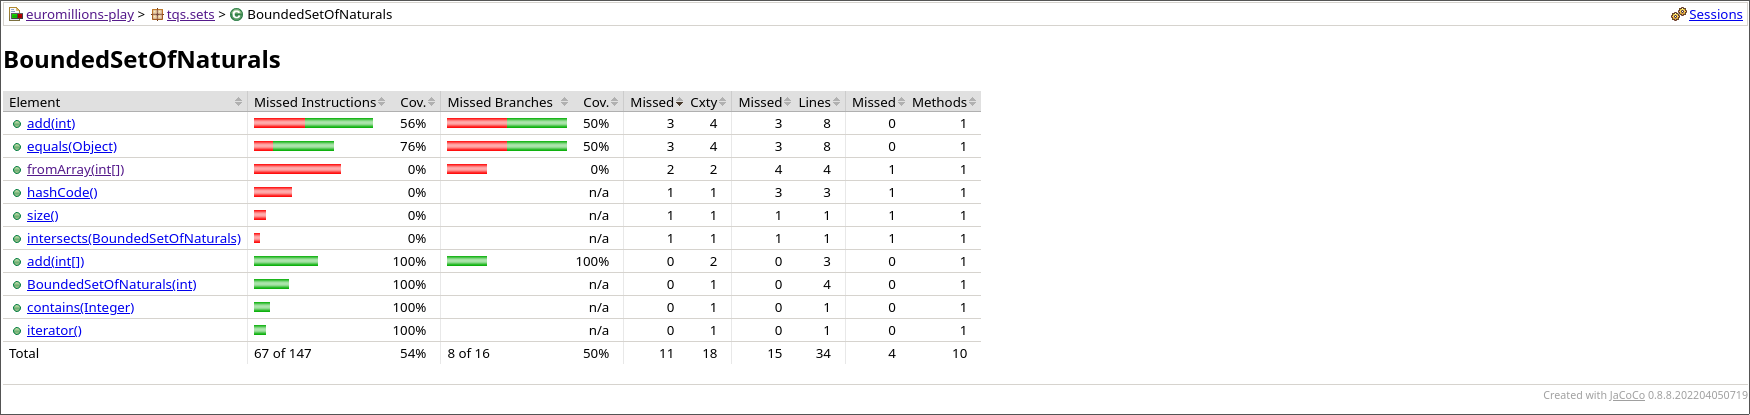 euromillions-play > tqs.sets > BoundedSetOfNaturals Sessions
BoundedSetOfNaturals
Element Missed Instructions Cov. Missed Branches Cov. Missed Cxty Missed Lines Missed Methods
add(int) 56% 50% 3 4 3 8 0 1
equals(Object) 76% 50% 3 4 3 8 0 1
fromArray(int[]) 0% 0% 2 2 4 4 1 1
hashCode() 0% n/a 1 1 3 3 1 1
size() 0% n/a 1 1 1 1 1 1
intersects(BoundedSetOfNaturals) 0% n/a 1 1 1 1 1 1
add(int[]) 100% 100% 0 2 0 3 0 1
BoundedSetOfNaturals(int) 100% n/a 0 1 0 4 0 1
contains(Integer) 100% n/a 0 1 0 1 0 1
iterator() 100% n/a 0 1 0 1 0 1
Total 67 of 147 54% 8 of 16 50% 11 18 15 34 4 10
Created with JaCoCo 0.8.8.202204050719